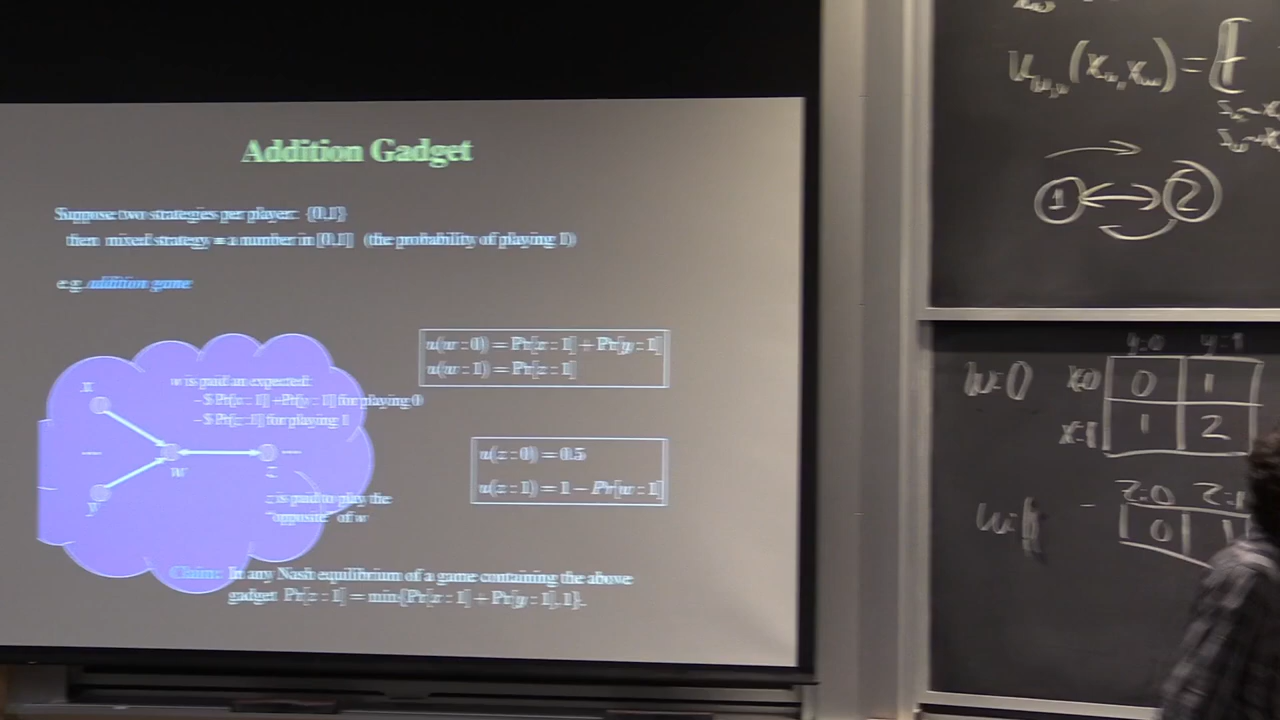 Addition Gadget
Suppose two strategies per player: {0,1}
then mixed strategy ≡ a number in [0,1] (the probability of playing 1)
e.g. addition game
u(w : 0) = Pr[x : 1] + Pr[y : 1]
u(w : 1) = Pr[z : 1]
x
w is paid an expected:
- $ Pr[x : 1] + Pr[y : 1] for playing 0
- $ Pr[z : 1] for playing 1
u(z : 0) = 0.5
u(z : 1) = 1 − Pr[w : 1]
w
z
y
z is paid to play the
"opposite" of w
Claim: In any Nash equilibrium of a game containing the above
gadget Pr[z : 1] = min{Pr[x : 1] + Pr[y : 1], 1}.
(x, x) = {
1 2
y:0 y:1
w:0 x:0 0 1
x:1 1 2
z:0 z:1
w:1 0 1